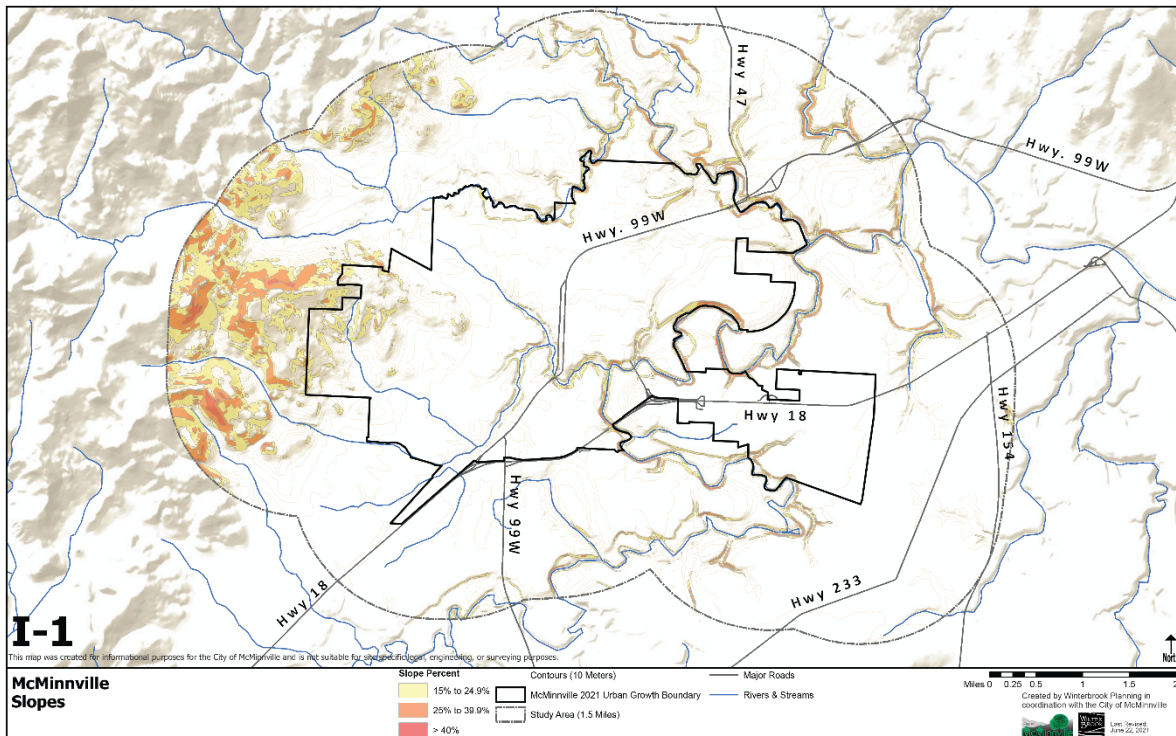 Hwy 47
Hwy. 99W
Hwy. 99W
Hwy 18
Hwy 154
Hwy 99W
Hwy 233
Hwy 18
I-1
This map was created for informational purposes for the City of McMinnville and is not suitable for site specific legal, engineering, or surveying purposes.
North
McMinnville
Slopes
Slope Percent
15% to 24.9%
25% to 39.9%
> 40%
Contours (10 Meters)
McMinnville 2021 Urban Growth Boundary
Study Area (1.5 Miles)
Major Roads
Rivers & Streams
Miles 0 0.25 0.5 1 1.5 2
Created by Winterbrook Planning in
coordination with the City of McMinnville
McMinnville
WINTER
BROOK
Last Revised:
June 22, 2021